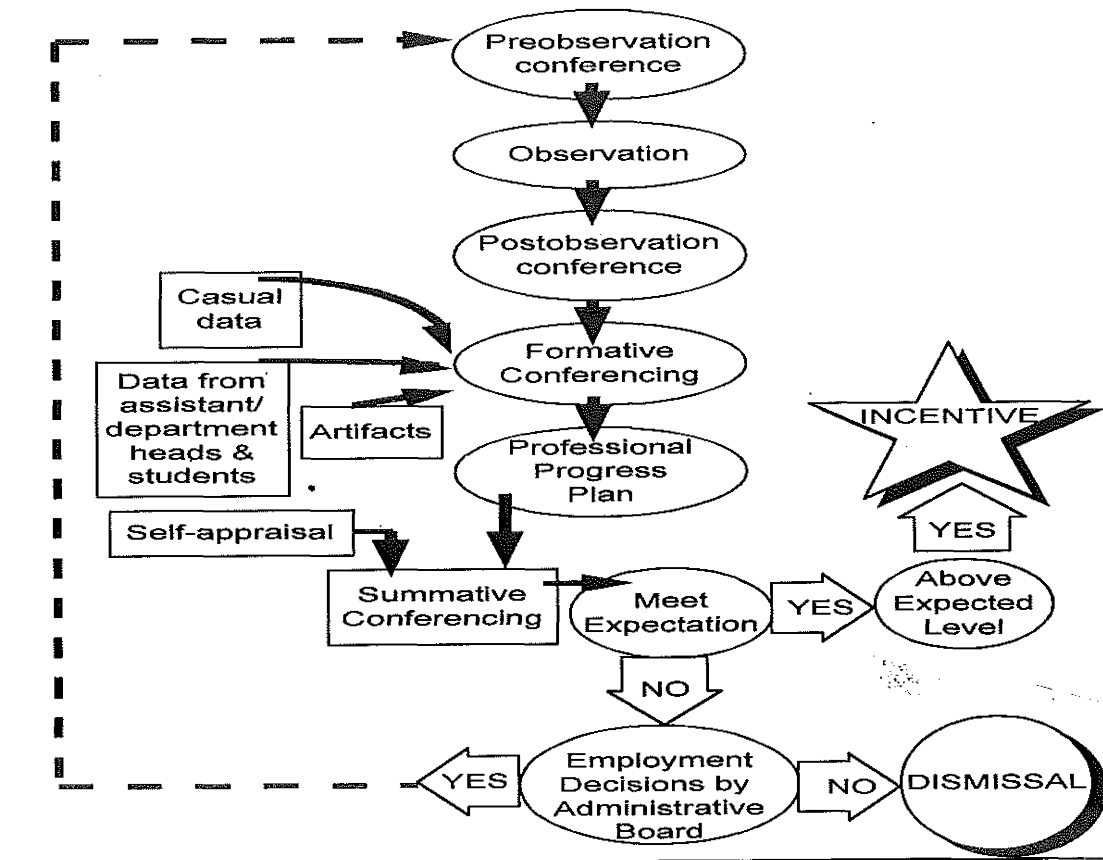 Preobservation
conference
Observation
Postobservation
conference
Casual
data
Formative
Conferencing
Data from
assistant/
department
heads &
students
Artifacts
INCENTIVE
Professional
Progress
Plan
Self-appraisal
YES
Summative
Conferencing
Meet
Expectation
YES
Above
Expected
Level
NO
YES
Employment
Decisions by
Administrative
Board
NO
DISMISSAL